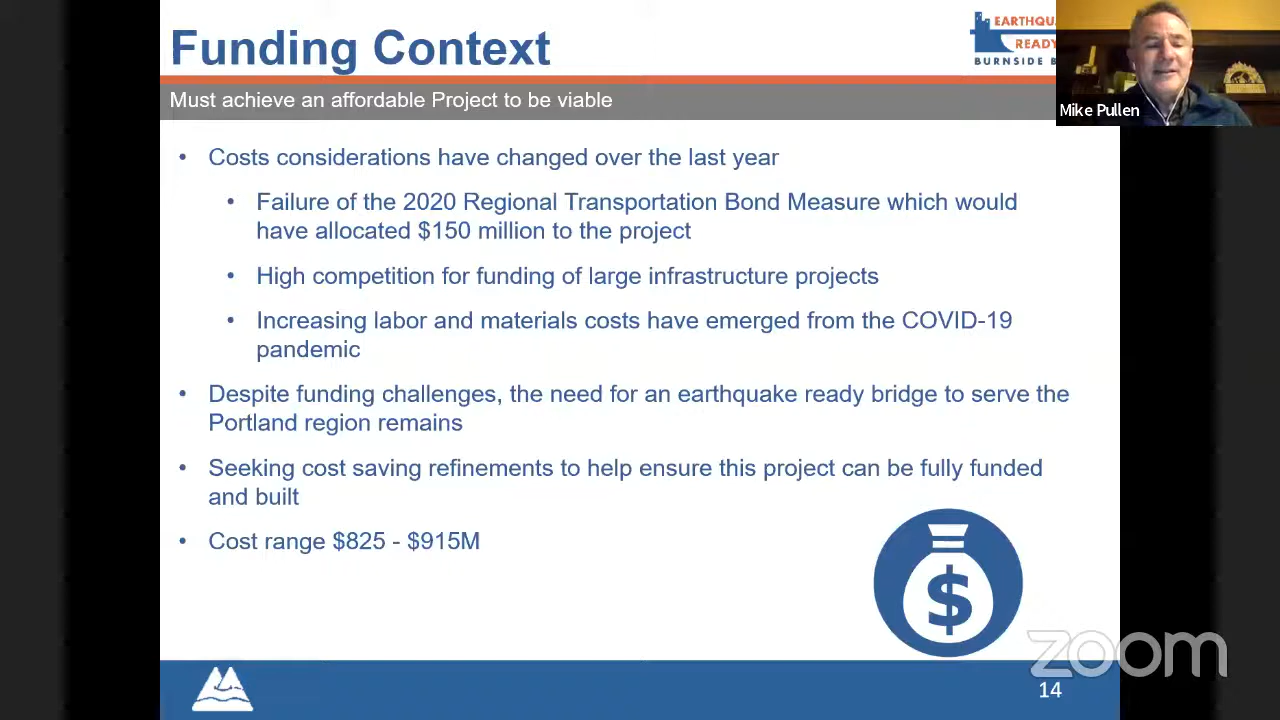 Funding Context
EARTHQUA
READY
BURNSIDE B
Mike Pullen
Must achieve an affordable Project to be viable
• Costs considerations have changed over the last year
• Failure of the 2020 Regional Transportation Bond Measure which would
have allocated $150 million to the project
• High competition for funding of large infrastructure projects
• Increasing labor and materials costs have emerged from the COVID-19
pandemic
• Despite funding challenges, the need for an earthquake ready bridge to serve the
Portland region remains
• Seeking cost saving refinements to help ensure this project can be fully funded
and built
• Cost range $825 - $915M
$
zoom
14